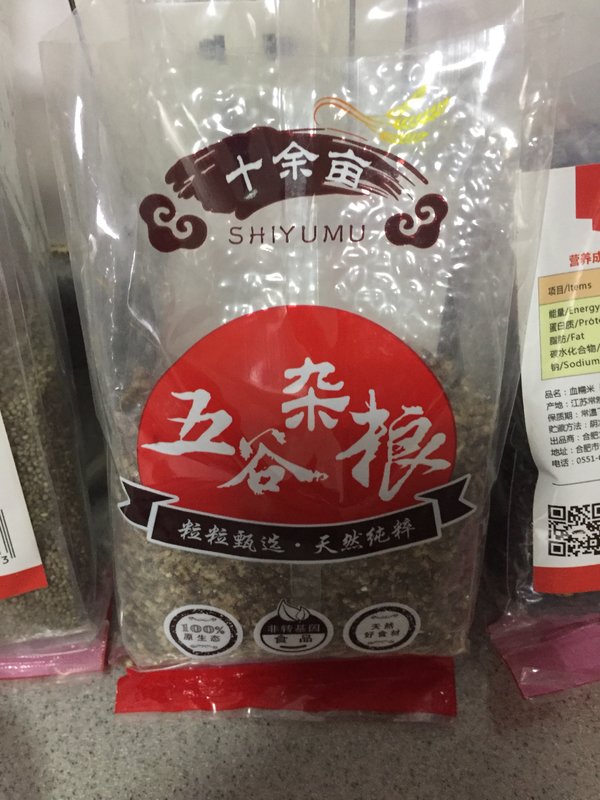 十余亩
SHIYUMU
五谷杂粮
粒粒甄选·天然纯粹
100%
原生态
非转基因
食品
天然
好食材
营养成
项目/Items
能量/Energy
蛋白质/Prote
脂肪/Fat
碳水化合物/
钠/Sodium
品名：血糯米
产地：江苏常
保质期：常温
贮藏方法：阴
出品商：合肥
地址：合肥市
电话：0551-
3